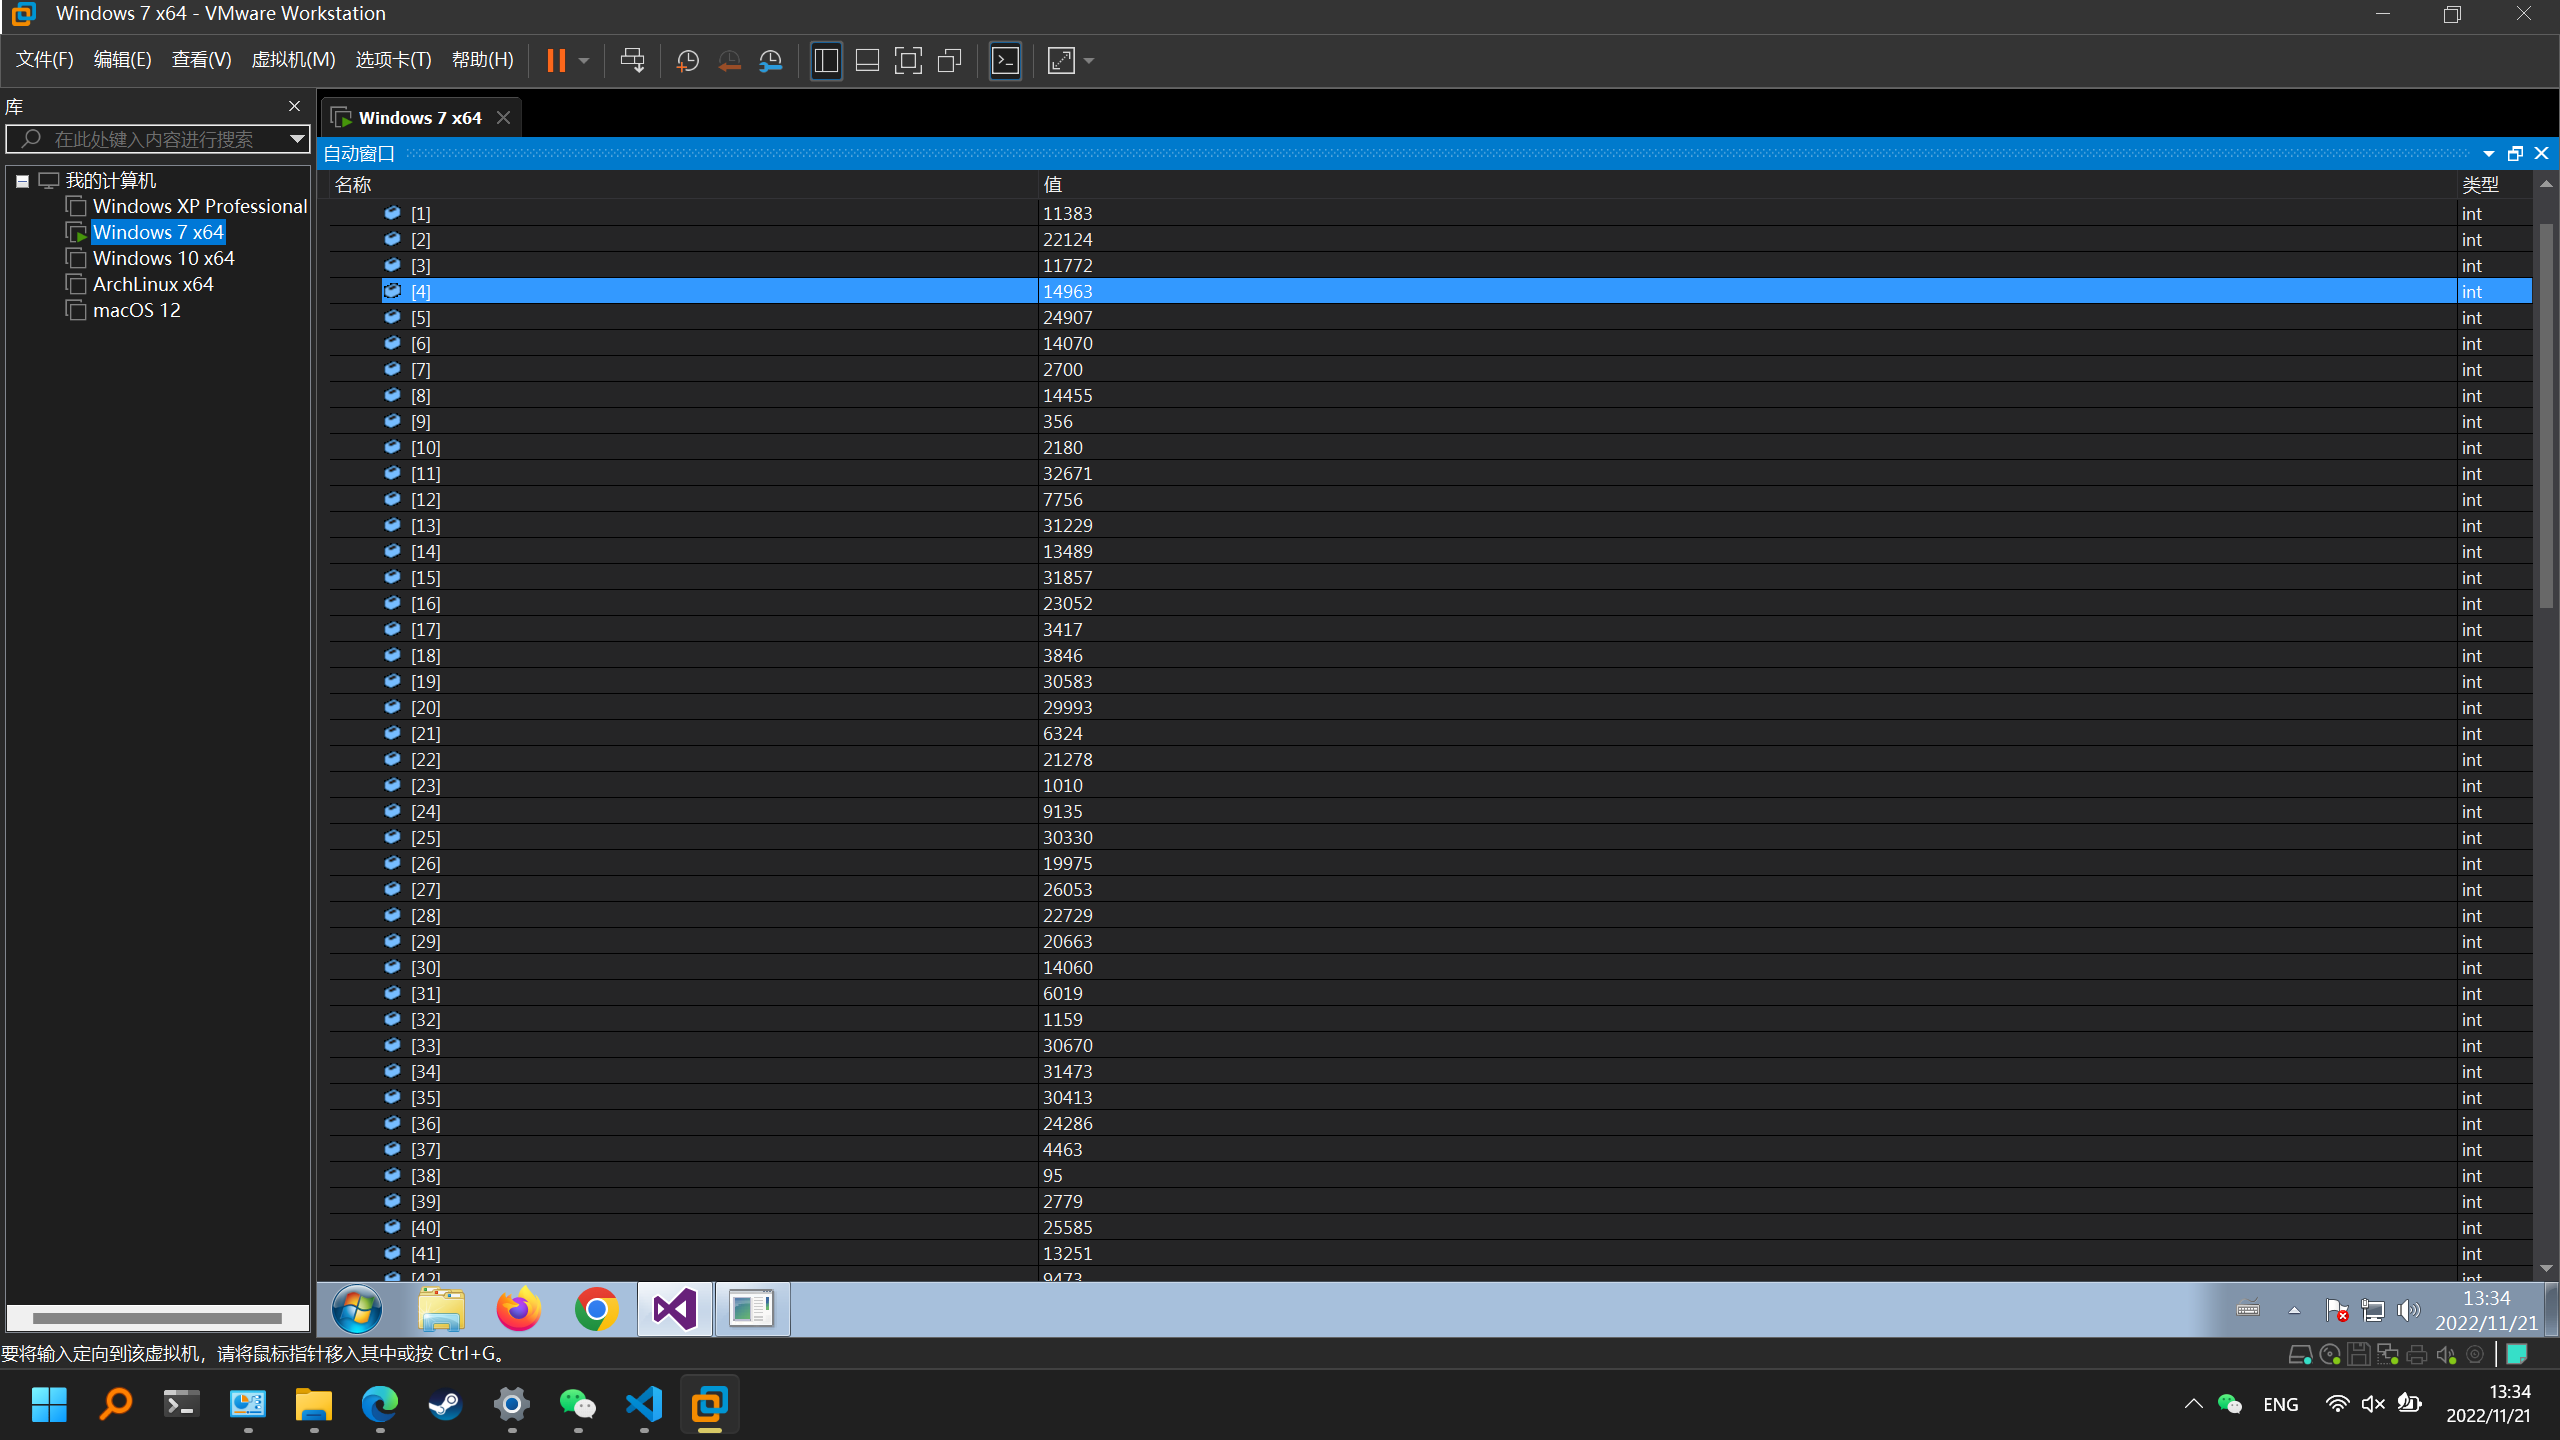 Windows 7 x64 - VMware Workstation
文件(F) 编辑(E) 查看(V) 虚拟机(M) 选项卡(T) 帮助(H)
库
在此处键入内容进行搜索
我的计算机
Windows XP Professional
Windows 7 x64
Windows 10 x64
ArchLinux x64
macOS 12
Windows 7 x64
自动窗口
名称 值 类型
[1] 11383 int
[2] 22124 int
[3] 11772 int
[4] 14963 int
[5] 24907 int
[6] 14070 int
[7] 2700 int
[8] 14455 int
[9] 356 int
[10] 2180 int
[11] 32671 int
[12] 7756 int
[13] 31229 int
[14] 13489 int
[15] 31857 int
[16] 23052 int
[17] 3417 int
[18] 3846 int
[19] 30583 int
[20] 29993 int
[21] 6324 int
[22] 21278 int
[23] 1010 int
[24] 9135 int
[25] 30330 int
[26] 19975 int
[27] 26053 int
[28] 22729 int
[29] 20663 int
[30] 14060 int
[31] 6019 int
[32] 1159 int
[33] 30670 int
[34] 31473 int
[35] 30413 int
[36] 24286 int
[37] 4463 int
[38] 95 int
[39] 2779 int
[40] 25585 int
[41] 13251 int
[42] 9473 int
13:34
2022/11/21
要将输入定向到该虚拟机，请将鼠标指针移入其中或按 Ctrl+G。
ENG
13:34
2022/11/21